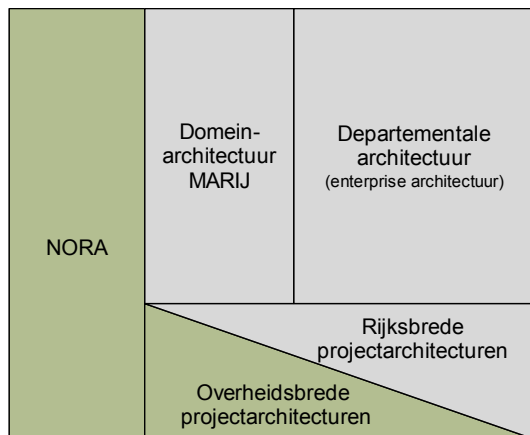 NORA
Domein-
architectuur
MARIJ
Departementale
architectuur
(enterprise architectuur)
Rijksbrede
projectarchitecturen
Overheidsbrede
projectarchitecturen